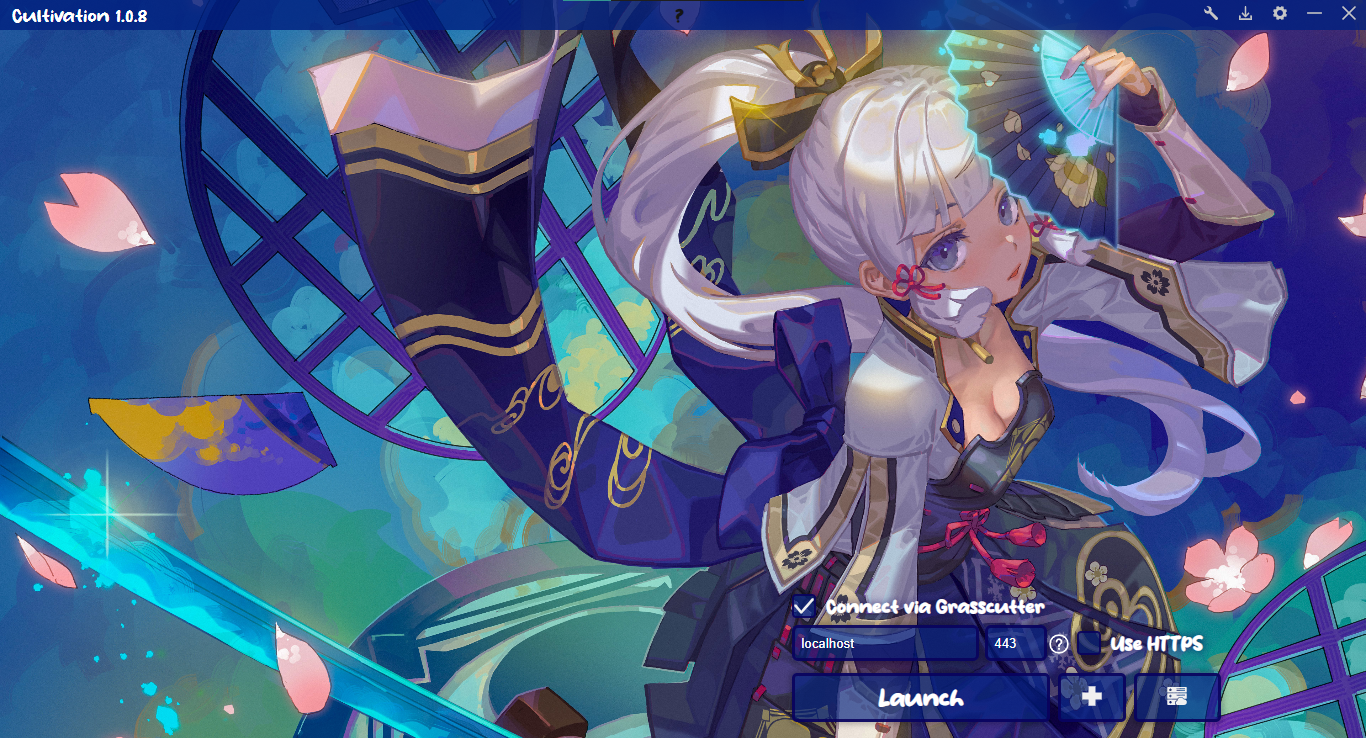 Cultivation 1.0.8
?
Connect via Grasscutter
localhost
443
?
Use HTTPS
Launch